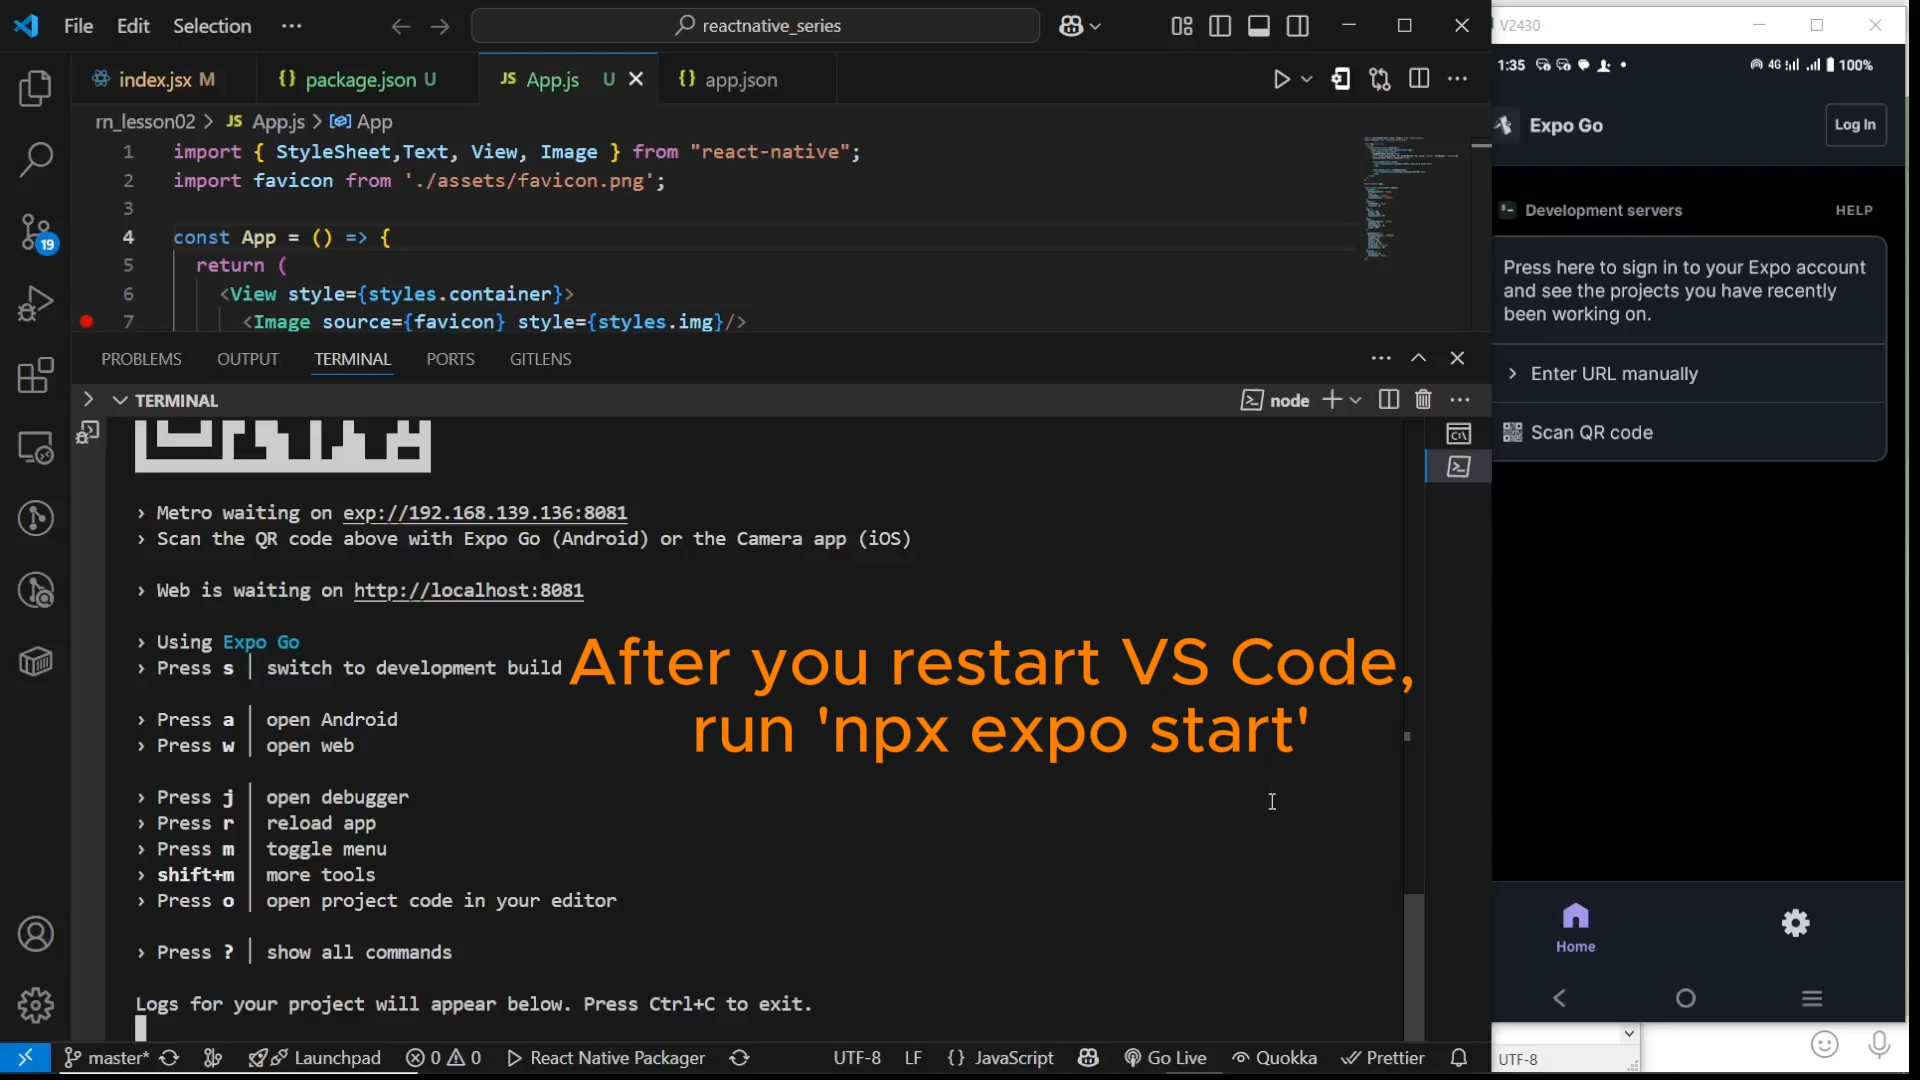 File Edit Selection ···
reactnative_series
index.jsx M
{} package.json U
JS App.js U
{} app.json
rn_lesson02 > JS App.js > App
1 import { StyleSheet,Text, View, Image } from "react-native";
2 import favicon from './assets/favicon.png';
3
4 const App = () => {
5 return (
6 <View style={styles.container}>
7 <Image source={favicon} style={styles.img}/>
PROBLEMS OUTPUT TERMINAL PORTS GITLENS
TERMINAL
node
› Metro waiting on exp://192.168.139.136:8081
› Scan the QR code above with Expo Go (Android) or the Camera app (iOS)
› Web is waiting on http://localhost:8081
› Using Expo Go
› Press s │ switch to development build
› Press a │ open Android
› Press w │ open web
› Press j │ open debugger
› Press r │ reload app
› Press m │ toggle menu
› shift+m │ more tools
› Press o │ open project code in your editor
› Press ? │ show all commands
Logs for your project will appear below. Press Ctrl+C to exit.
After you restart VS Code,
run 'npx expo start'
19
master*
Launchpad
0 0
React Native Packager
UTF-8
LF
{} JavaScript
Go Live
Quokka
Prettier
V2430
1:35
4G
100%
Expo Go
Log In
Development servers
HELP
Press here to sign in to your Expo account
and see the projects you have recently
been working on.
Enter URL manually
Scan QR code
Home
UTF-8